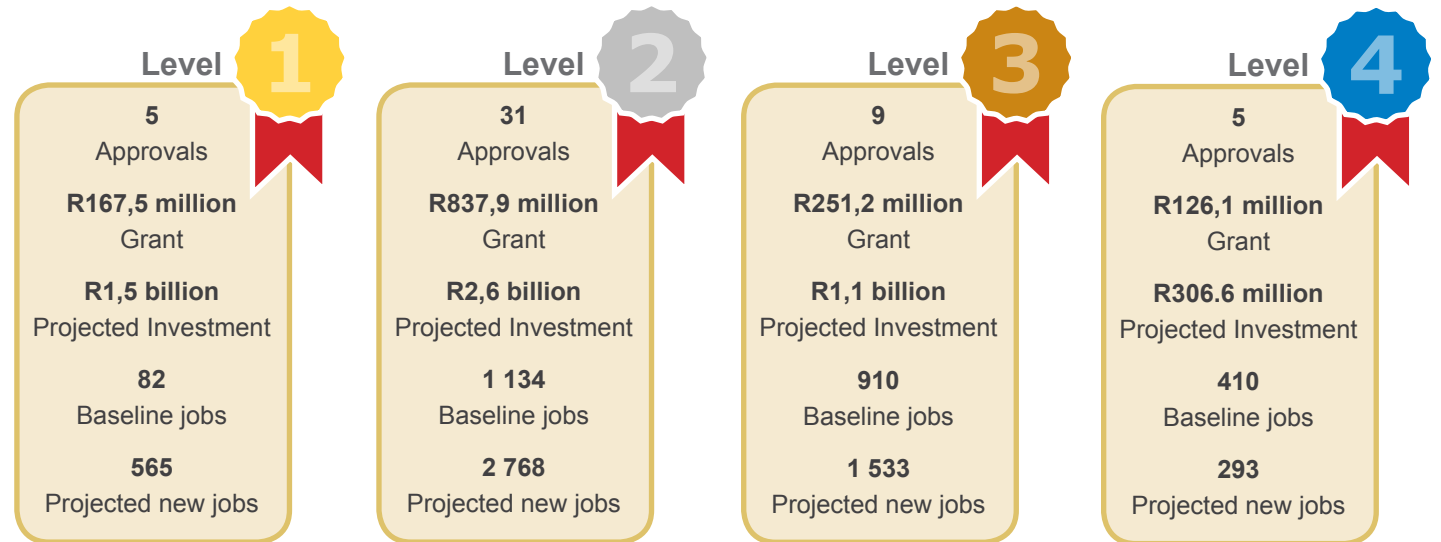 Level 1
5
Approvals
R167,5 million
Grant
R1,5 billion
Projected Investment
82
Baseline jobs
565
Projected new jobs
Level 2
31
Approvals
R837,9 million
Grant
R2,6 billion
Projected Investment
1 134
Baseline jobs
2 768
Projected new jobs
Level 3
9
Approvals
R251,2 million
Grant
R1,1 billion
Projected Investment
910
Baseline jobs
1 533
Projected new jobs
Level 4
5
Approvals
R126,1 million
Grant
R306.6 million
Projected Investment
410
Baseline jobs
293
Projected new jobs